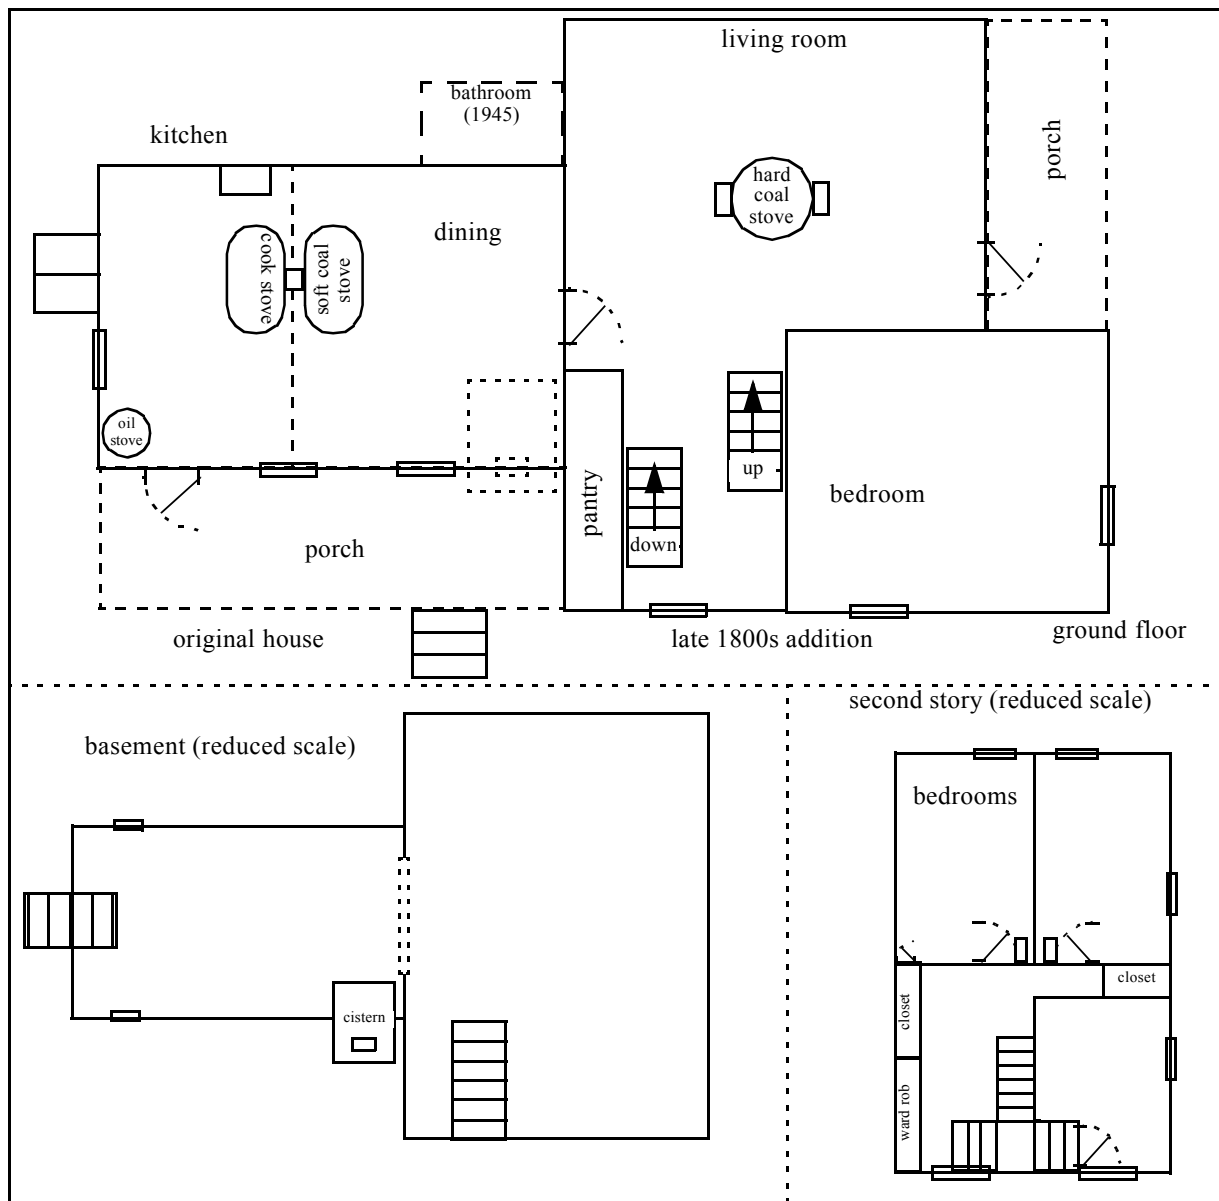 living room
bathroom
(1945)
kitchen
porch
hard
coal
stove
dining
cook stove
soft coal
stove
oil
stove
up
bedroom
pantry
down
porch
original house
late 1800s addition
ground floor
second story (reduced scale)
basement (reduced scale)
bedrooms
closet
closet
cistern
ward rob